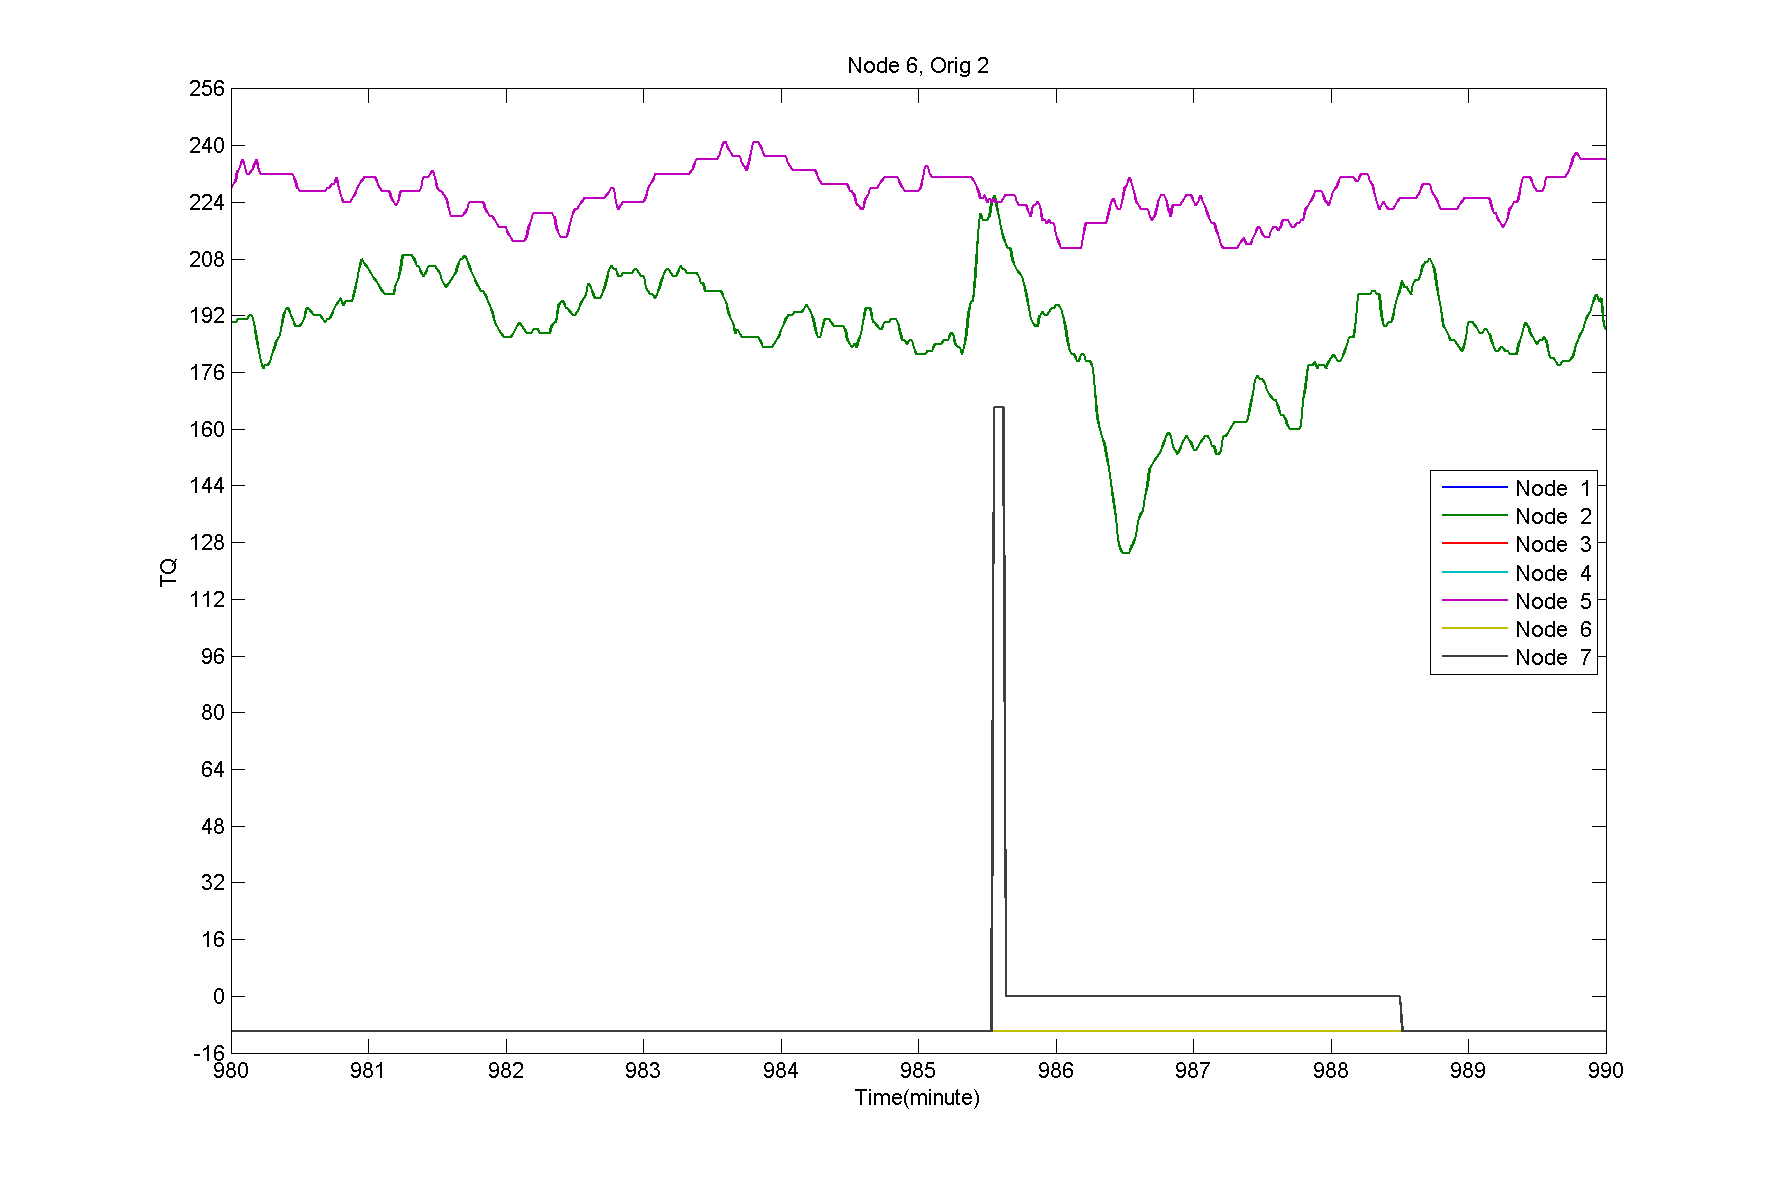 Node 6, Orig 2
256
240
224
208
192
176
160
144
128
112
96
80
64
48
32
16
0
-16
TQ
Node 1
Node 2
Node 3
Node 4
Node 5
Node 6
Node 7
980 981 982 983 984 985 986 987 988 989 990
Time(minute)